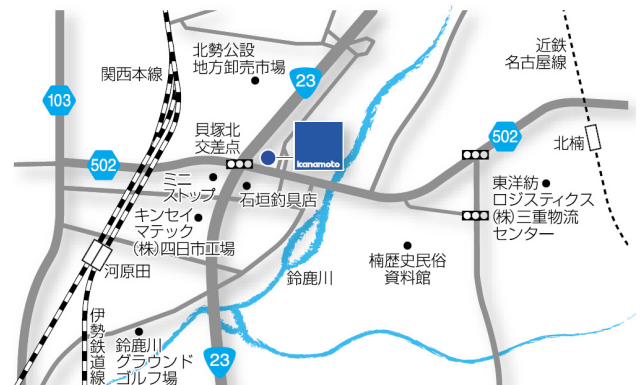 北勢公設
地方卸売市場
関西本線
23
近鉄
名古屋線
103
貝塚北
交差点
kanamoto
502
北楠
502
ミニ
ストップ
石垣釣具店
東洋紡
ロジスティクス
(株)三重物流
センター
キンセイ
マテック
(株)四日市工場
河原田
鈴鹿川
楠歴史民俗
資料館
伊勢鉄道線
鈴鹿川
グラウンド
ゴルフ場
23